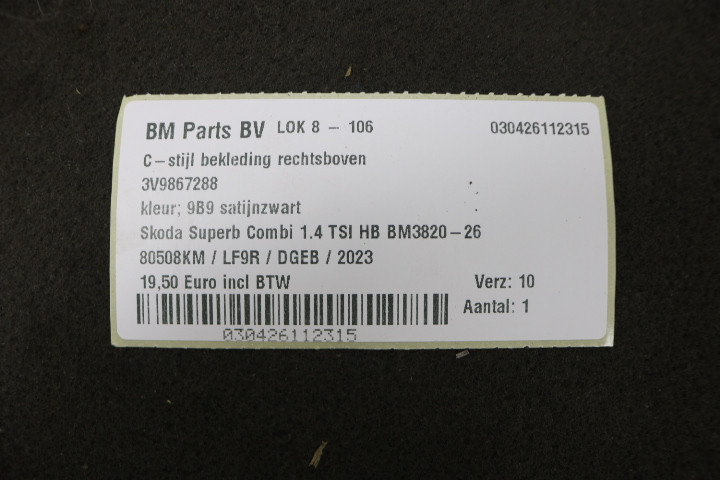 BM Parts BV LOK 8 - 106 030426112315
C-stijl bekleding rechtsboven
3V9867288
kleur; 9B9 satijnzwart
Skoda Superb Combi 1.4 TSI HB BM3820-26
80508KM / LF9R / DGEB / 2023
19,50 Euro incl BTW Verz: 10
Aantal: 1
030426112315